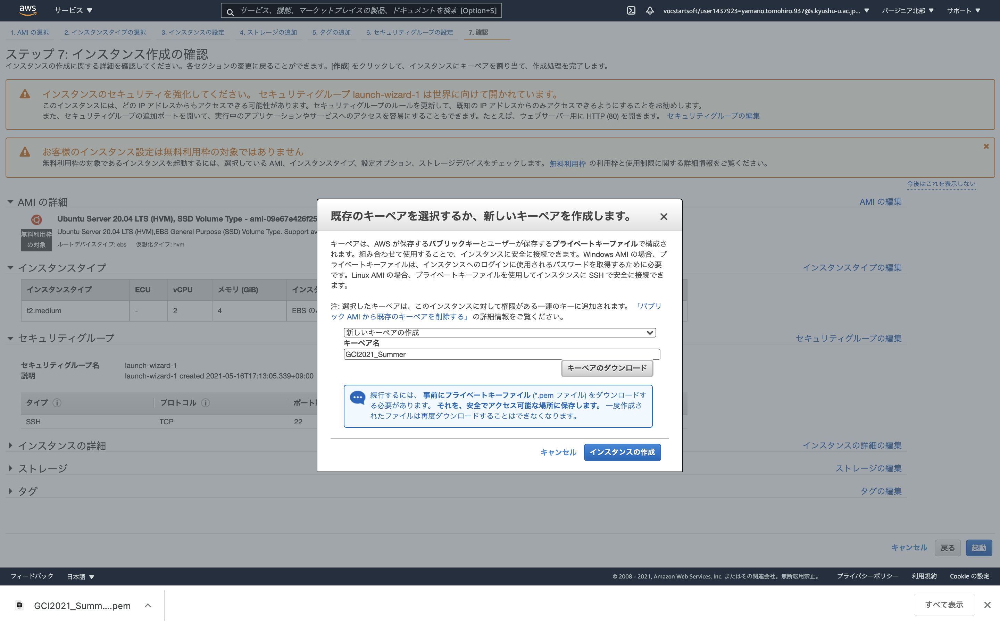 aws
サービス
サービス、機能、マーケットプレイスの製品、ドキュメントを検索 [Option+S]
vocstartsoft/user1437923=yamano.tomohiro.937@s.kyushu-u.ac.jp...
バージニア北部
サポート
1. AMI の選択
2. インスタンスタイプの選択
3. インスタンスの設定
4. ストレージの追加
5. タグの追加
6. セキュリティグループの設定
7. 確認
ステップ 7: インスタンス作成の確認
インスタンスの作成に関する詳細を確認してください。各セクションの変更に戻ることができます。[作成] をクリックして、インスタンスにキーペアを割り当て、作成処理を完了します。
インスタンスのセキュリティを強化してください。 セキュリティグループ launch-wizard-1 は世界に向けて開かれています。
このインスタンスには、どの IP アドレスからもアクセスできる可能性があります。セキュリティグループのルールを更新して、既知の IP アドレスからのみアクセスできるようにすることをお勧めします。
また、セキュリティグループの追加ポートを開いて、実行中のアプリケーションやサービスへのアクセスを容易にすることもできます。たとえば、ウェブサーバー用に HTTP (80) を開きます。 セキュリティグループの編集
お客様のインスタンス設定は無料利用枠の対象ではありません
無料利用枠の対象であるインスタンスを起動するには、選択している AMI、インスタンスタイプ、設定オプション、ストレージデバイスをチェックします。 無料利用枠 の利用枠と使用制限に関する詳細情報をご覧ください。
今後はこれを表示しない
AMI の詳細
AMI の編集
Ubuntu Server 20.04 LTS (HVM), SSD Volume Type - ami-09e67e426f25
無料利用枠
の対象
Ubuntu Server 20.04 LTS (HVM),EBS General Purpose (SSD) Volume Type. Support av
ルートデバイスタイプ: ebs 仮想化タイプ: hvm
インスタンスタイプ
インスタンスタイプの編集
インスタンスタイプ ECU vCPU メモリ (GiB) インスタ
t2.medium - 2 4 EBS の
セキュリティグループ
セキュリティグループの編集
セキュリティグループ名 launch-wizard-1
説明 launch-wizard-1 created 2021-05-16T17:13:05.339+09:00
タイプ プロトコル ポート
SSH TCP 22
インスタンスの詳細
インスタンスの詳細の編集
ストレージ
ストレージの編集
タグ
タグの編集
既存のキーペアを選択するか、新しいキーペアを作成します。
キーペアは、AWS が保存するパブリックキーとユーザーが保存するプライベートキーファイルで構成さ
れます。組み合わせて使用することで、インスタンスに安全に接続できます。Windows AMI の場合、プ
ライベートキーファイルは、インスタンスへのログインに使用されるパスワードを取得するために必要
です。Linux AMI の場合、プライベートキーファイルを使用してインスタンスに SSH で安全に接続でき
ます。
注: 選択したキーペアは、このインスタンスに対して権限がある一連のキーに追加されます。 「パブリ
ック AMI から既存のキーペアを削除する」 の詳細情報をご覧ください。
新しいキーペアの作成
キーペア名
GCI2021_Summer
キーペアのダウンロード
続行するには、 事前にプライベートキーファイル (*.pem ファイル) をダウンロードす
る必要があります。 それを、安全でアクセス可能な場所に保存します。 一度作成さ
れたファイルは再度ダウンロードすることはできなくなります。
キャンセル
インスタンスの作成
キャンセル
戻る
起動
フィードバック
日本語
© 2008 - 2021, Amazon Web Services, Inc. またはその関連会社。無断転用禁止。
プライバシーポリシー
利用規約
Cookie の設定
GCI2021_Summ....pem
すべて表示